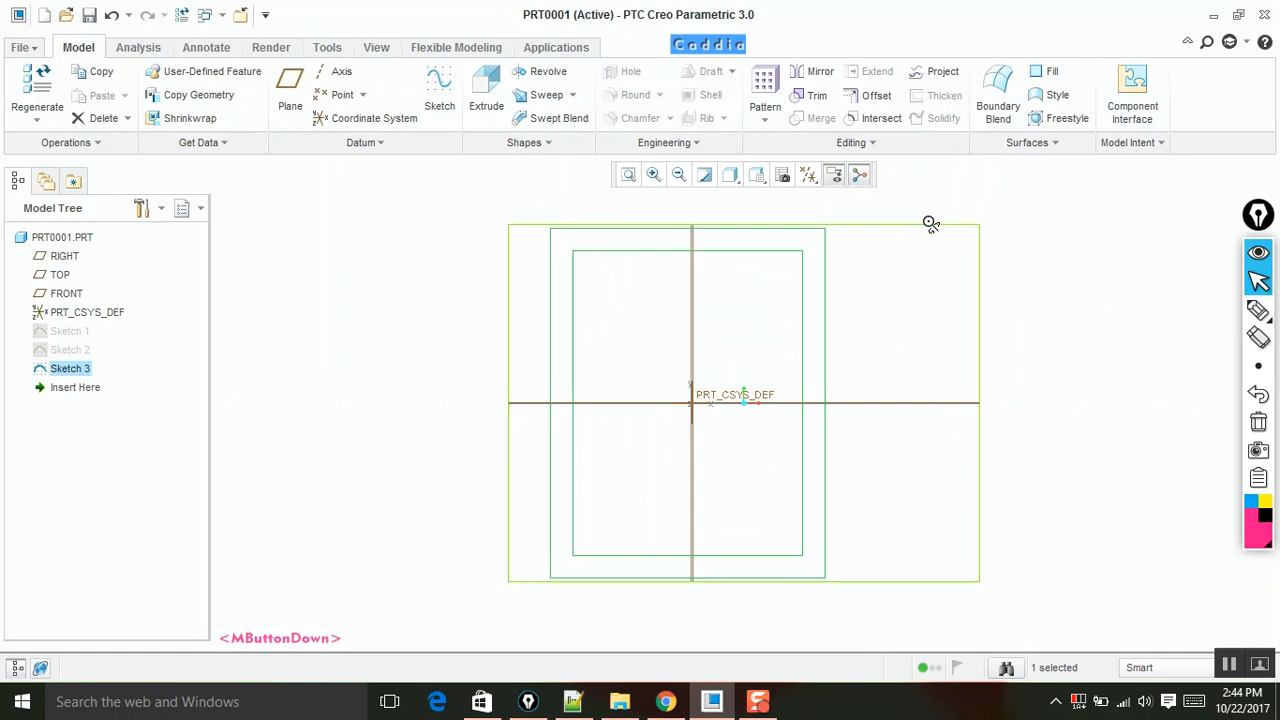 PRT0001 (Active) - PTC Creo Parametric 3.0
File Model Analysis Annotate Render Tools View Flexible Modeling Applications Caddia
Regenerate Copy Paste Delete User-Defined Feature Copy Geometry Shrinkwrap Plane Axis Point Coordinate System Sketch Extrude Revolve Sweep Swept Blend Hole Round Chamfer Draft Shell Rib Pattern Mirror Trim Merge Extend Offset Intersect Project Thicken Solidify Boundary Blend Fill Style Freestyle Component Interface
Operations Get Data Datum Shapes Engineering Editing Surfaces Model Intent
Model Tree
PRT0001.PRT
RIGHT
TOP
FRONT
PRT_CSYS_DEF
Sketch 1
Sketch 2
Sketch 3
Insert Here
y
PRT_CSYS_DEF
x
z
<MButtonDown>
1 selected Smart
Search the web and Windows
2:44 PM
10/22/2017